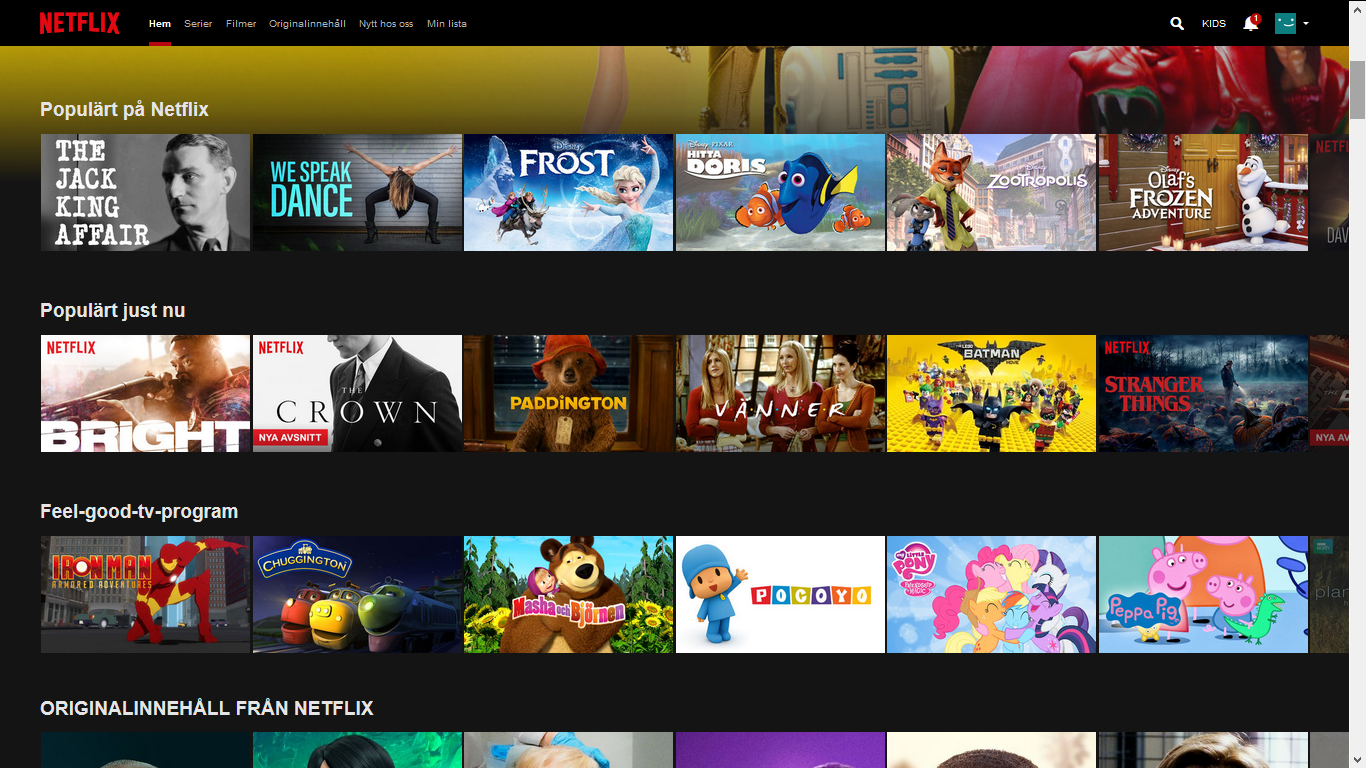 NETFLIX
Hem Serier Filmer Originalinnehåll Nytt hos oss Min lista
KIDS
1
Populärt på Netflix
THE
JACK
KING
AFFAIR
WE SPEAK
DANCE
Disney
FROST
Disney PIXAR
HITTA
DORIS
Disney
ZOOTROPOLIS
Disney
OLAF'S
FROZEN
ADVENTURE
NETF
DAV
Populärt just nu
NETFLIX
BRIGHT
NETFLIX
THE
CROWN
NYA AVSNITT
PADDINGTON
VÄNNER
THE LEGO
BATMAN
MOVIE
NETFLIX
STRANGER
THINGS
NYA AV
Feel-good-tv-program
IRON MAN
ARMORED ADVENTURES
CHUGGINGTON
Masha och
Björnen
POCOYO
MY LITTLE
PONY
FRIENDSHIP
IS MAGIC
Peppa Pig
plan
ORIGINALINNEHÅLL FRÅN NETFLIX